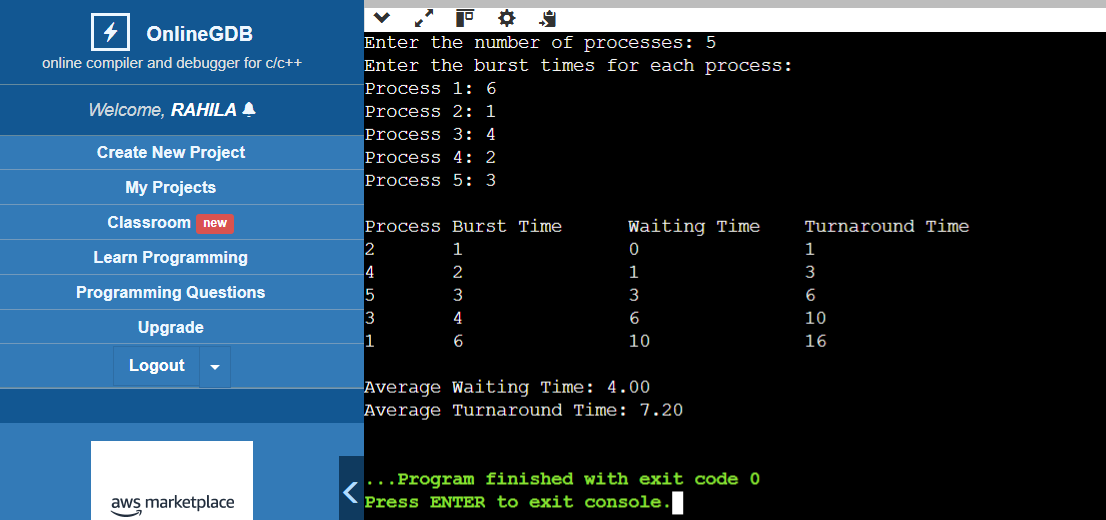 OnlineGDB
online compiler and debugger for c/c++
Welcome, RAHILA
Create New Project
My Projects
Classroom new
Learn Programming
Programming Questions
Upgrade
Logout
aws marketplace
Enter the number of processes: 5
Enter the burst times for each process:
Process 1: 6
Process 2: 1
Process 3: 4
Process 4: 2
Process 5: 3
Process Burst Time Waiting Time Turnaround Time
2 1 0 1
4 2 1 3
5 3 3 6
3 4 6 10
1 6 10 16
Average Waiting Time: 4.00
Average Turnaround Time: 7.20
...Program finished with exit code 0
Press ENTER to exit console.